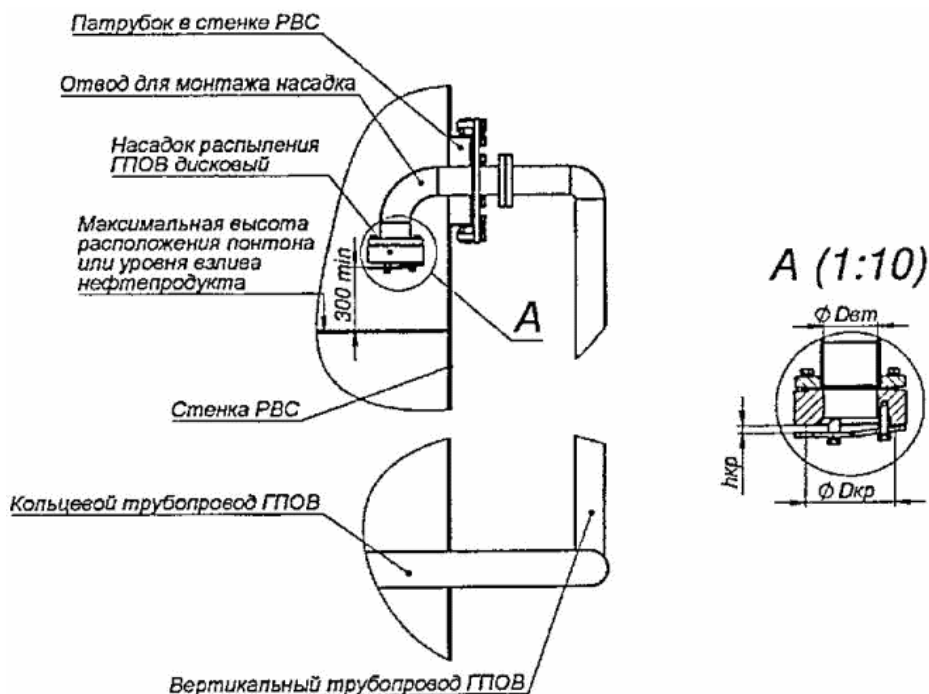 Патрубок в стенке РВС
Отвод для монтажа насадка
Насадок распыления
ГПОВ дисковый
Максимальная высота
расположения понтона
или уровня взлива
нефтепродукта
300 min
А
А (1:10)
ϕ Dвт
hкр
ϕ Dкр
Стенка РВС
Кольцевой трубопровод ГПОВ
Вертикальный трубопровод ГПОВ